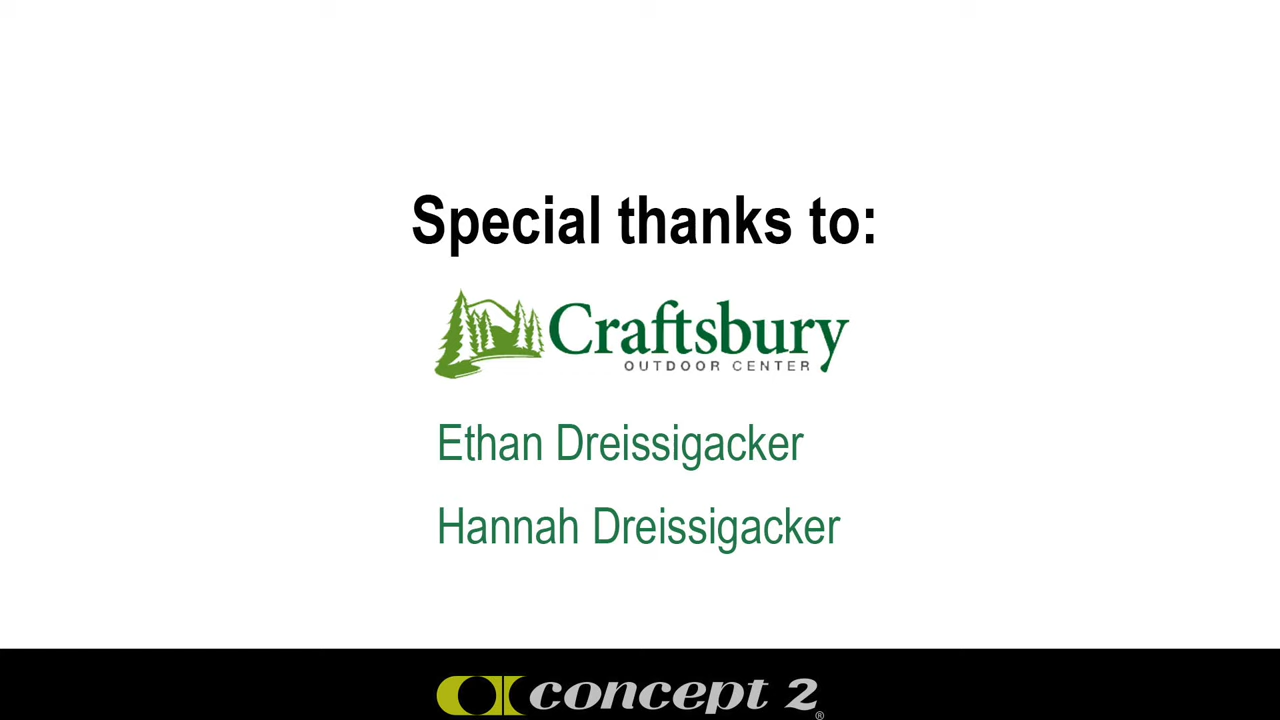 Special thanks to:
Craftsbury
OUTDOOR CENTER
Ethan Dreissigacker
Hannah Dreissigacker
concept 2®